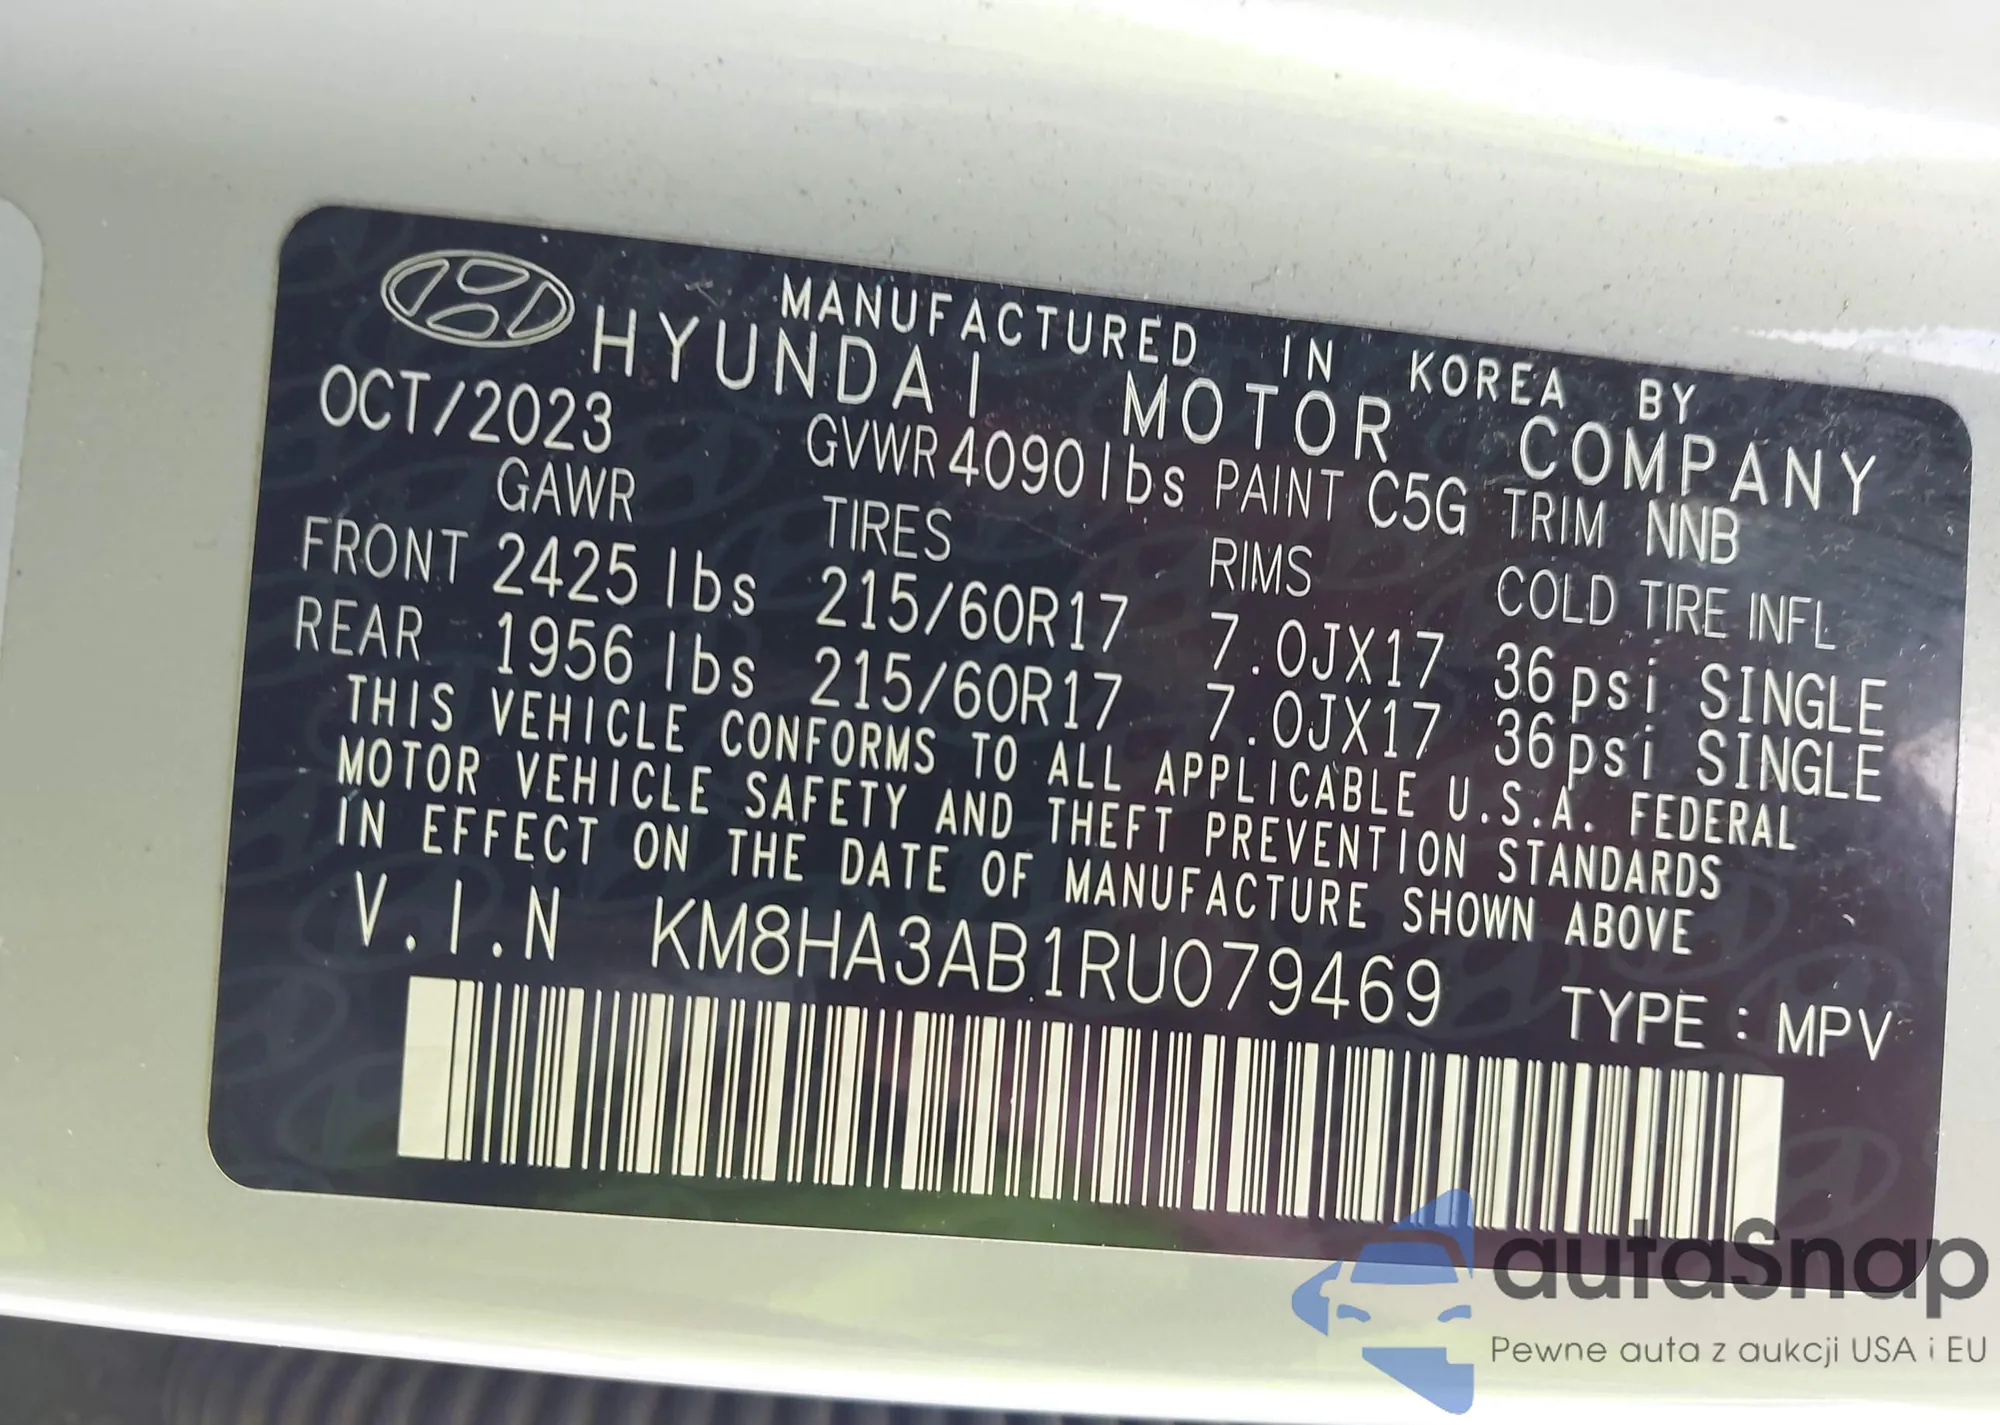 MANUFACTURED IN KOREA BY
HYUNDAI MOTOR COMPANY
OCT/2023 GVWR 4090 lbs PAINT C5G TRIM NNB
GAWR TIRES RIMS COLD TIRE INFL
FRONT 2425 lbs 215/60R17 7.0JX17 36psi SINGLE
REAR 1956 lbs 215/60R17 7.0JX17 36psi SINGLE
THIS VEHICLE CONFORMS TO ALL APPLICABLE U.S.A. FEDERAL
MOTOR VEHICLE SAFETY AND THEFT PREVENTION STANDARDS
IN EFFECT ON THE DATE OF MANUFACTURE SHOWN ABOVE
V.I.N KM8HA3AB1RU079469 TYPE : MPV
autaSnap
Pewne auta z aukcji USA i EU